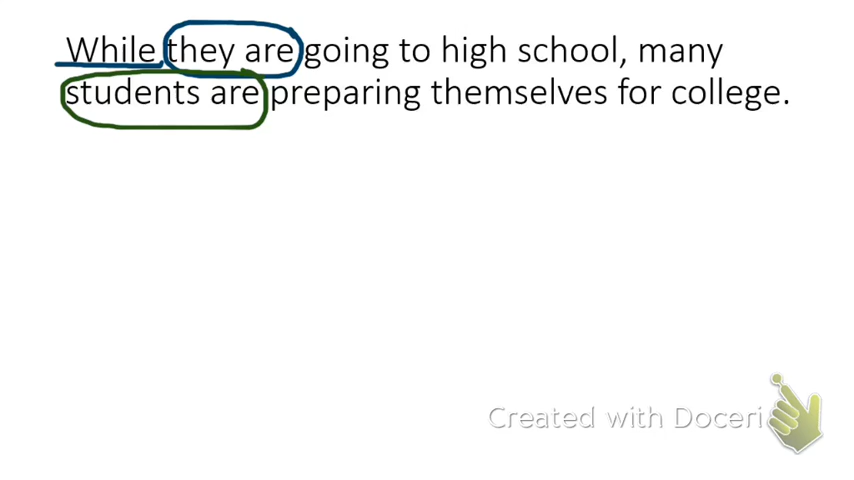 While they are going to high school, many
students are preparing themselves for college.
Created with Doceri